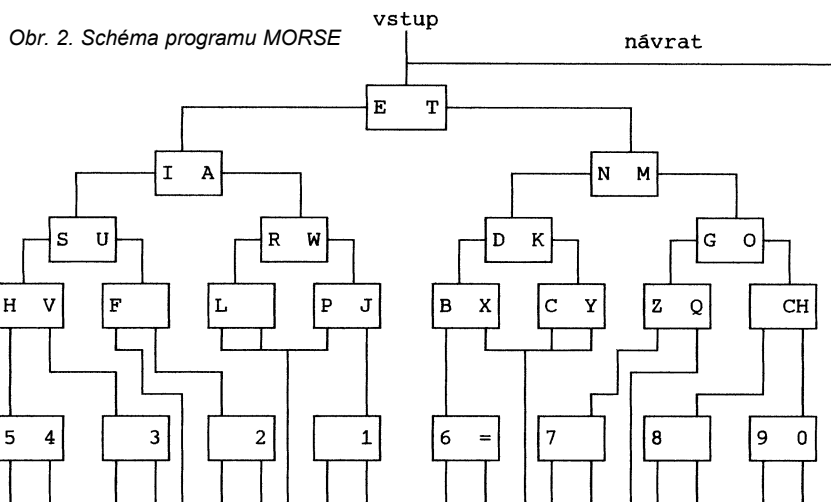 vstup
Obr. 2. Schéma programu MORSE
návrat
E T
I A
N M
S U
R W
D K
G O
H V
F
L
P J
B X
C Y
Z Q
CH
5 4
3
2
1
6 =
7
8
9 0